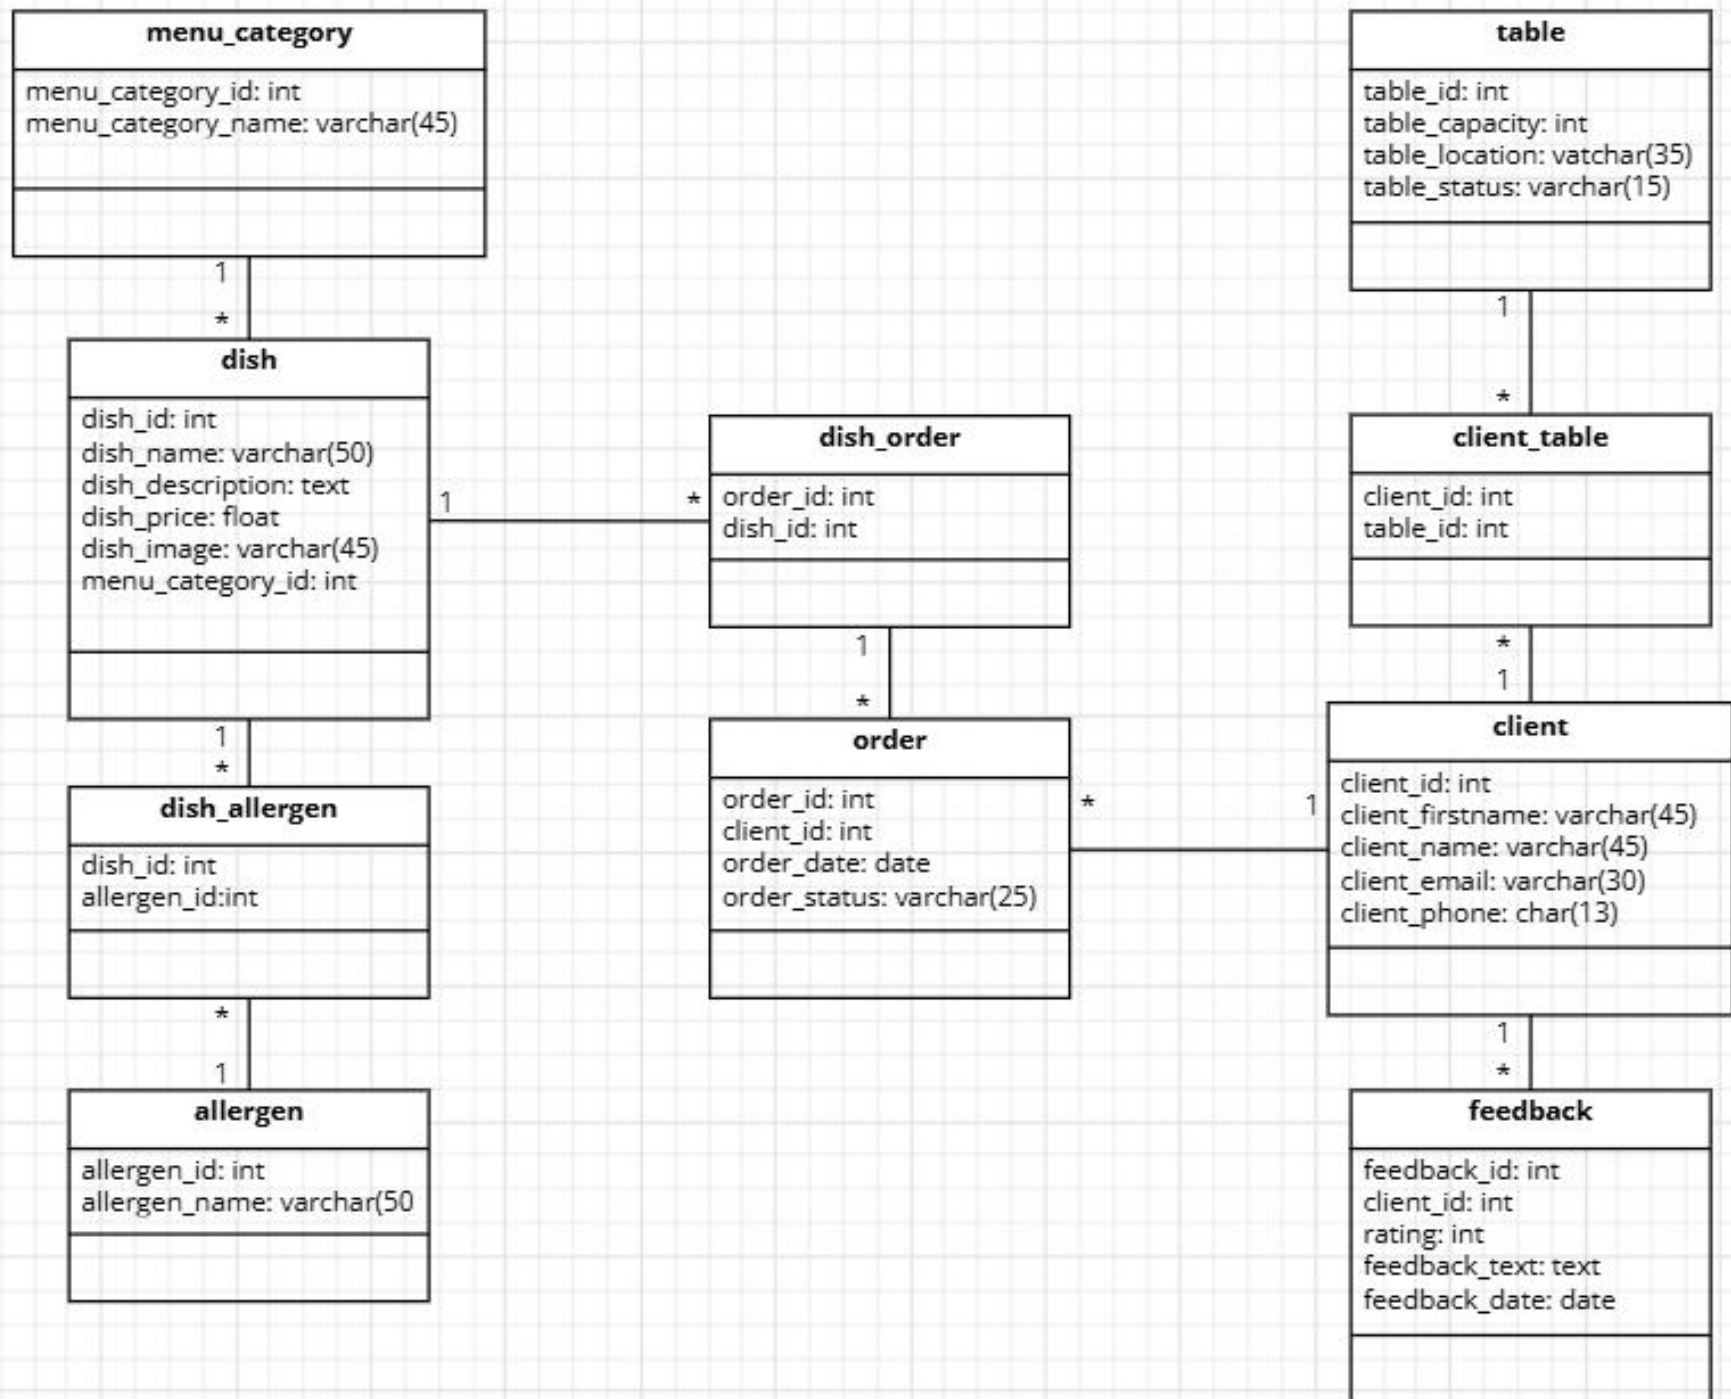 menu_category
menu_category_id: int
menu_category_name: varchar(45)
1
*
dish
dish_id: int
dish_name: varchar(50)
dish_description: text
dish_price: float
dish_image: varchar(45)
menu_category_id: int
1
*
1
*
dish_allergen
dish_id: int
allergen_id:int
*
1
allergen
allergen_id: int
allergen_name: varchar(50
dish_order
order_id: int
dish_id: int
1
*
order
order_id: int
client_id: int
order_date: date
order_status: varchar(25)
*
1
table
table_id: int
table_capacity: int
table_location: vatchar(35)
table_status: varchar(15)
1
*
client_table
client_id: int
table_id: int
*
1
client
client_id: int
client_firstname: varchar(45)
client_name: varchar(45)
client_email: varchar(30)
client_phone: char(13)
1
*
feedback
feedback_id: int
client_id: int
rating: int
feedback_text: text
feedback_date: date